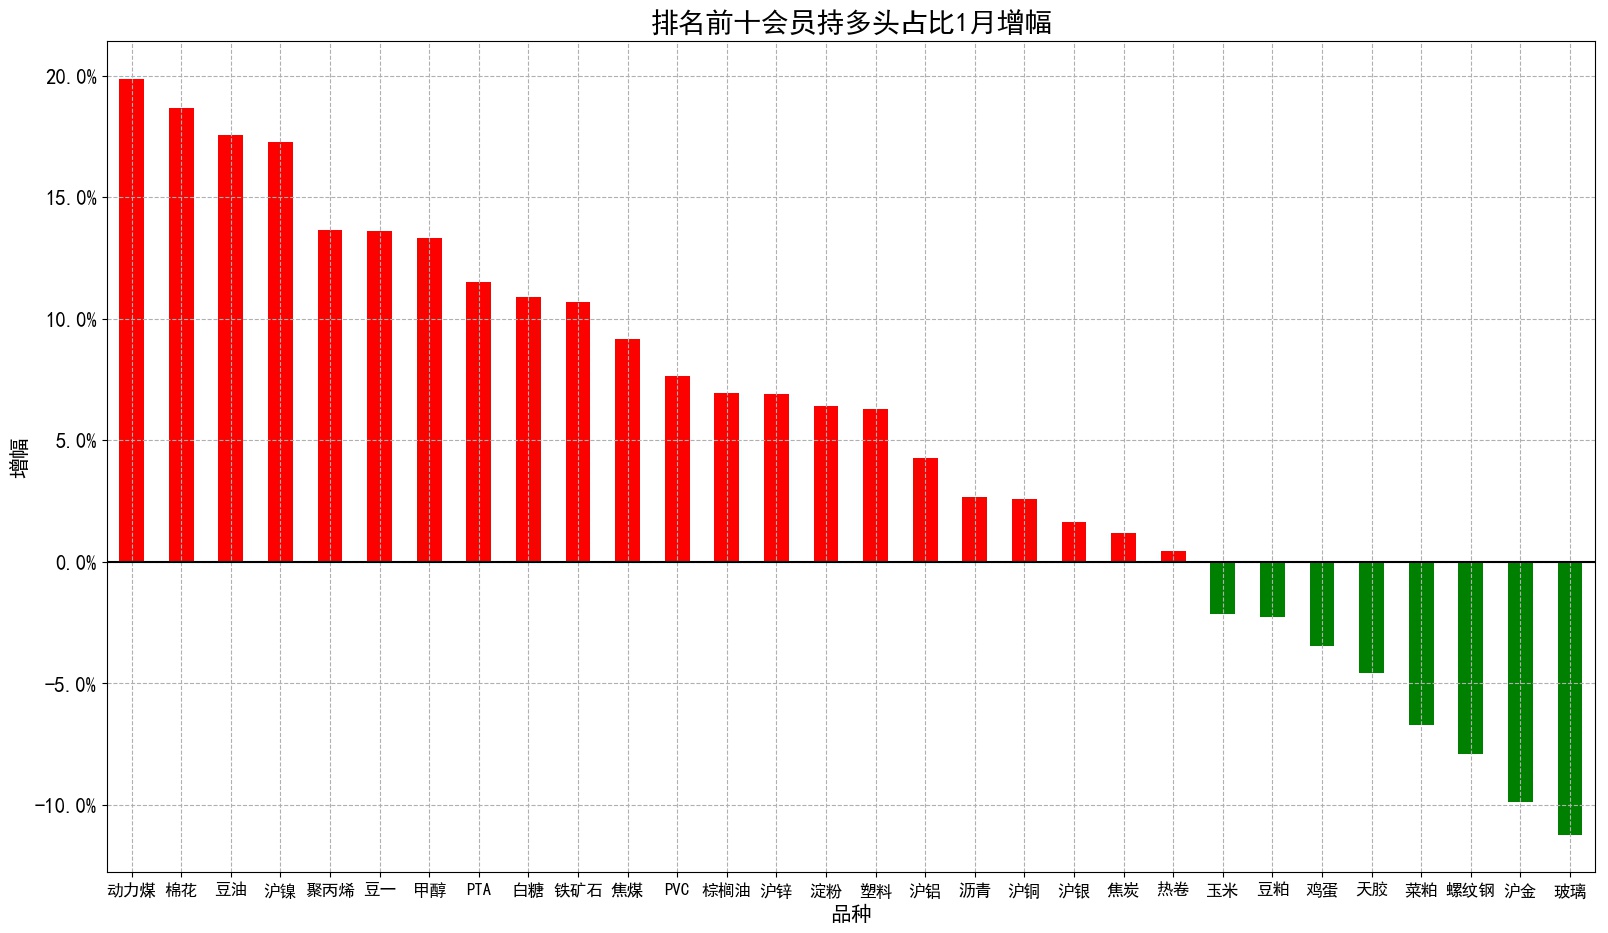 排名前十会员持多头占比1月增幅
增幅
20.0%
15.0%
10.0%
5.0%
0.0%
−5.0%
−10.0%
动力煤 棉花 豆油 沪镍 聚丙烯 豆一 甲醇 PTA 白糖 铁矿石 焦煤 PVC 棕榈油 沪锌 淀粉 塑料 沪铝 沥青 沪铜 沪银 焦炭 热卷 玉米 豆粕 鸡蛋 天胶 菜粕 螺纹钢 沪金 玻璃
品种